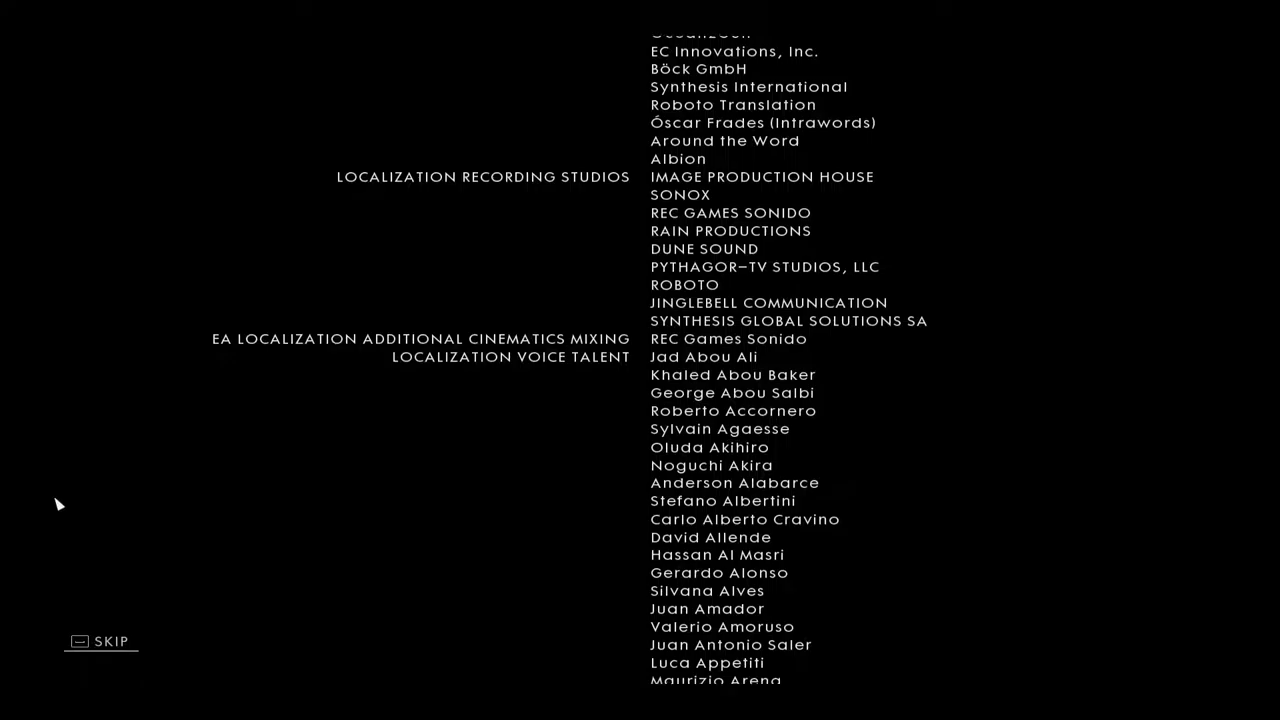 EC Innovations, Inc.
Böck GmbH
Synthesis International
Roboto Translation
Óscar Frades (Intrawords)
Around the Word
Albion
LOCALIZATION RECORDING STUDIOS IMAGE PRODUCTION HOUSE
SONOX
REC GAMES SONIDO
RAIN PRODUCTIONS
DUNE SOUND
PYTHAGOR–TV STUDIOS, LLC
ROBOTO
JINGLEBELL COMMUNICATION
SYNTHESIS GLOBAL SOLUTIONS SA
EA LOCALIZATION ADDITIONAL CINEMATICS MIXING REC Games Sonido
LOCALIZATION VOICE TALENT Jad Abou Ali
Khaled Abou Baker
George Abou Salbi
Roberto Accornero
Sylvain Agaesse
Oluda Akihiro
Noguchi Akira
Anderson Alabarce
Stefano Albertini
Carlo Alberto Cravino
David Allende
Hassan Al Masri
Gerardo Alonso
Silvana Alves
Juan Amador
Valerio Amoruso
Juan Antonio Saler
Luca Appetiti
Maurizio Arena
SKIP